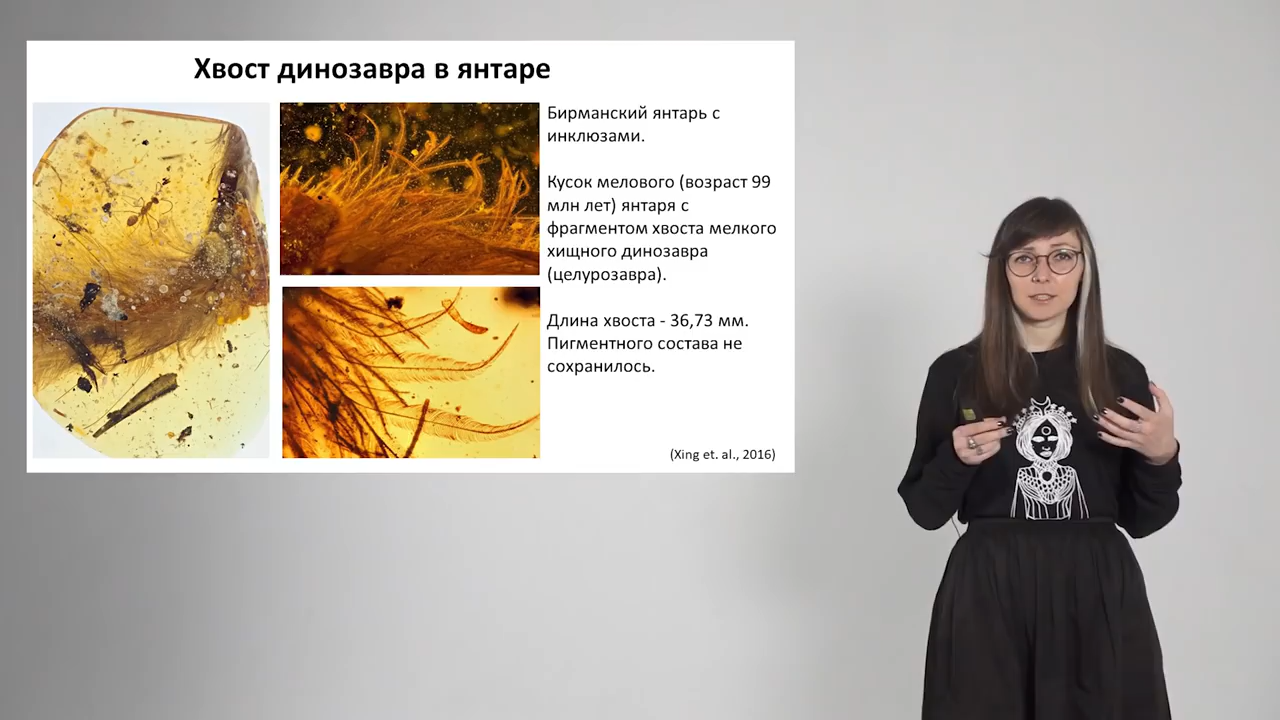 Хвост динозавра в янтаре
Бирманский янтарь с
инклюзами.
Кусок мелового (возраст 99
млн лет) янтаря с
фрагментом хвоста мелкого
хищного динозавра
(целурозавра).
Длина хвоста - 36,73 мм.
Пигментного состава не
сохранилось.
(Xing et. al., 2016)